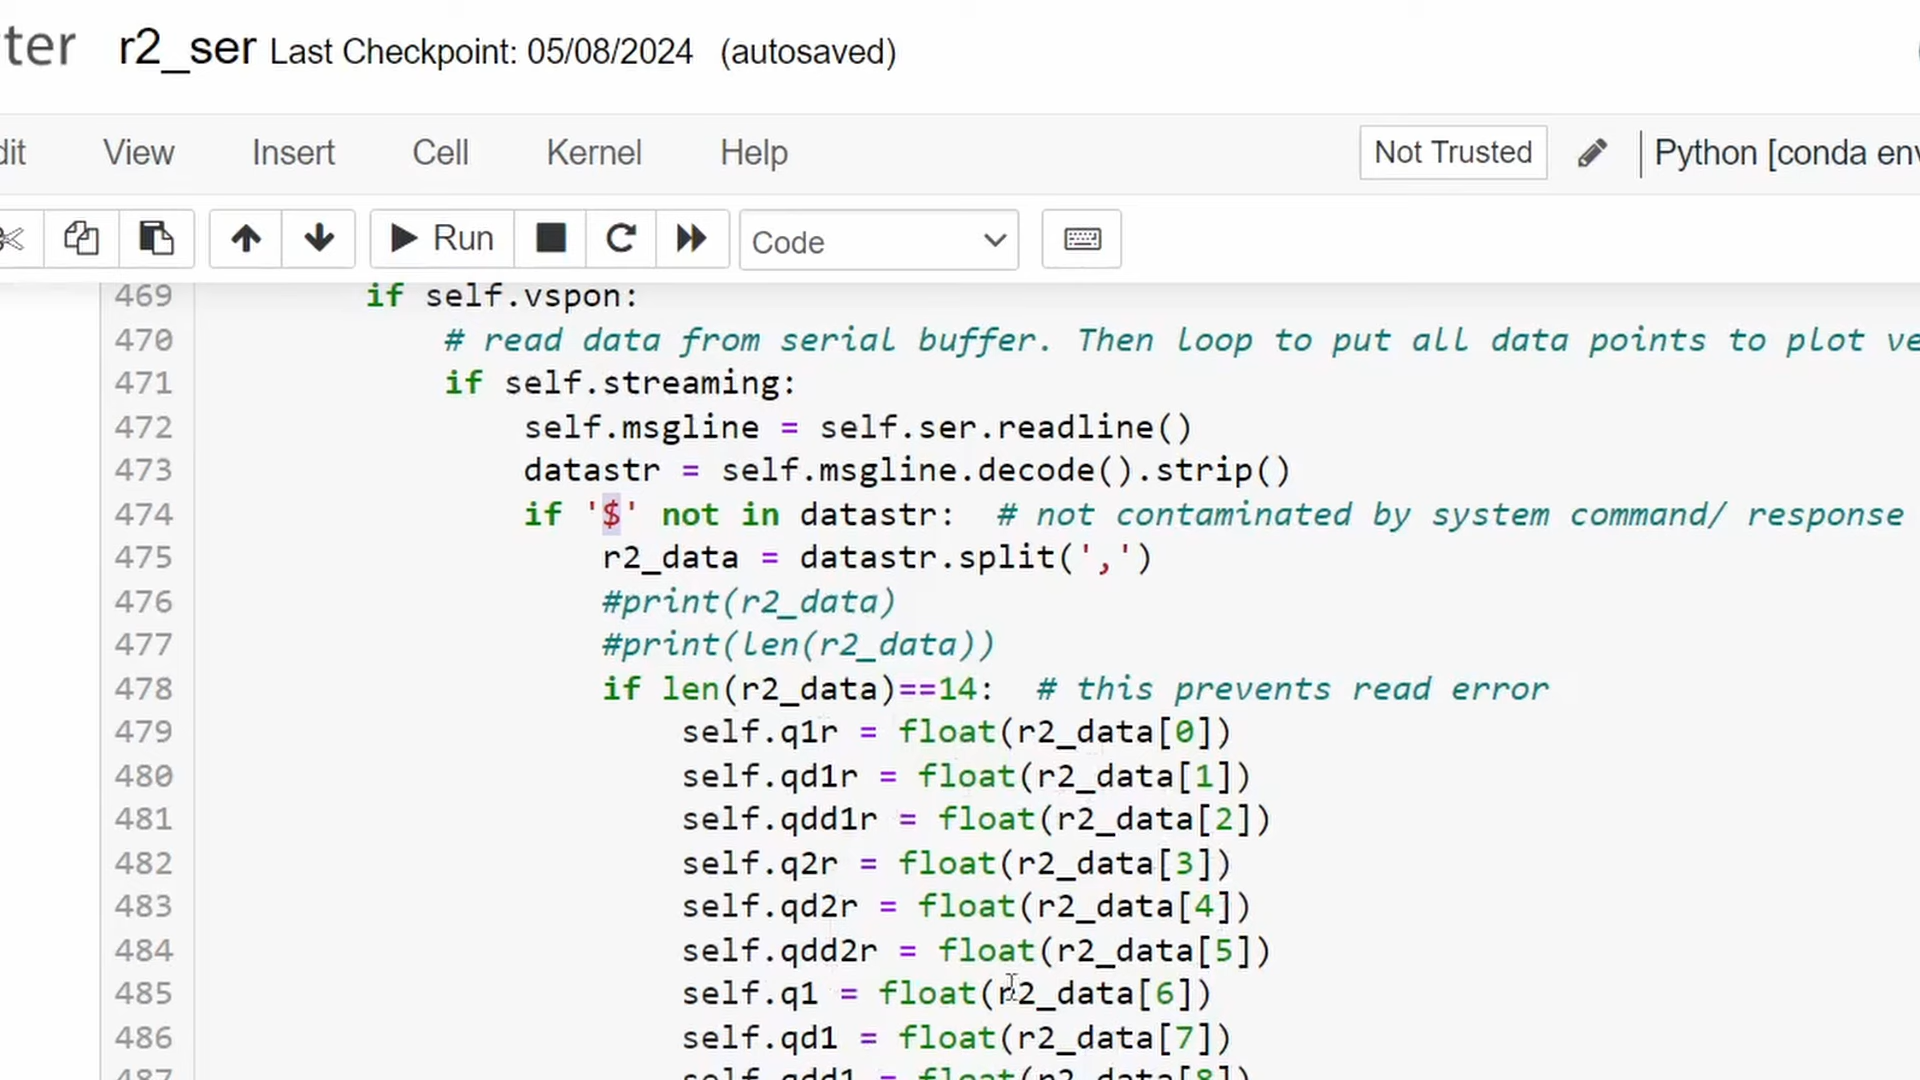 ter r2_ser Last Checkpoint: 05/08/2024 (autosaved)
dit View Insert Cell Kernel Help Not Trusted Python [conda env
Run Code
469 if self.vspon:
470 # read data from serial buffer. Then loop to put all data points to plot ve
471 if self.streaming:
472 self.msgline = self.ser.readline()
473 datastr = self.msgline.decode().strip()
474 if '$' not in datastr: # not contaminated by system command/ response
475 r2_data = datastr.split(',')
476 #print(r2_data)
477 #print(len(r2_data))
478 if len(r2_data)==14: # this prevents read error
479 self.q1r = float(r2_data[0])
480 self.qd1r = float(r2_data[1])
481 self.qdd1r = float(r2_data[2])
482 self.q2r = float(r2_data[3])
483 self.qd2r = float(r2_data[4])
484 self.qdd2r = float(r2_data[5])
485 self.q1 = float(r2_data[6])
486 self.qd1 = float(r2_data[7])
487 self.qdd1 = float(r2_data[8])